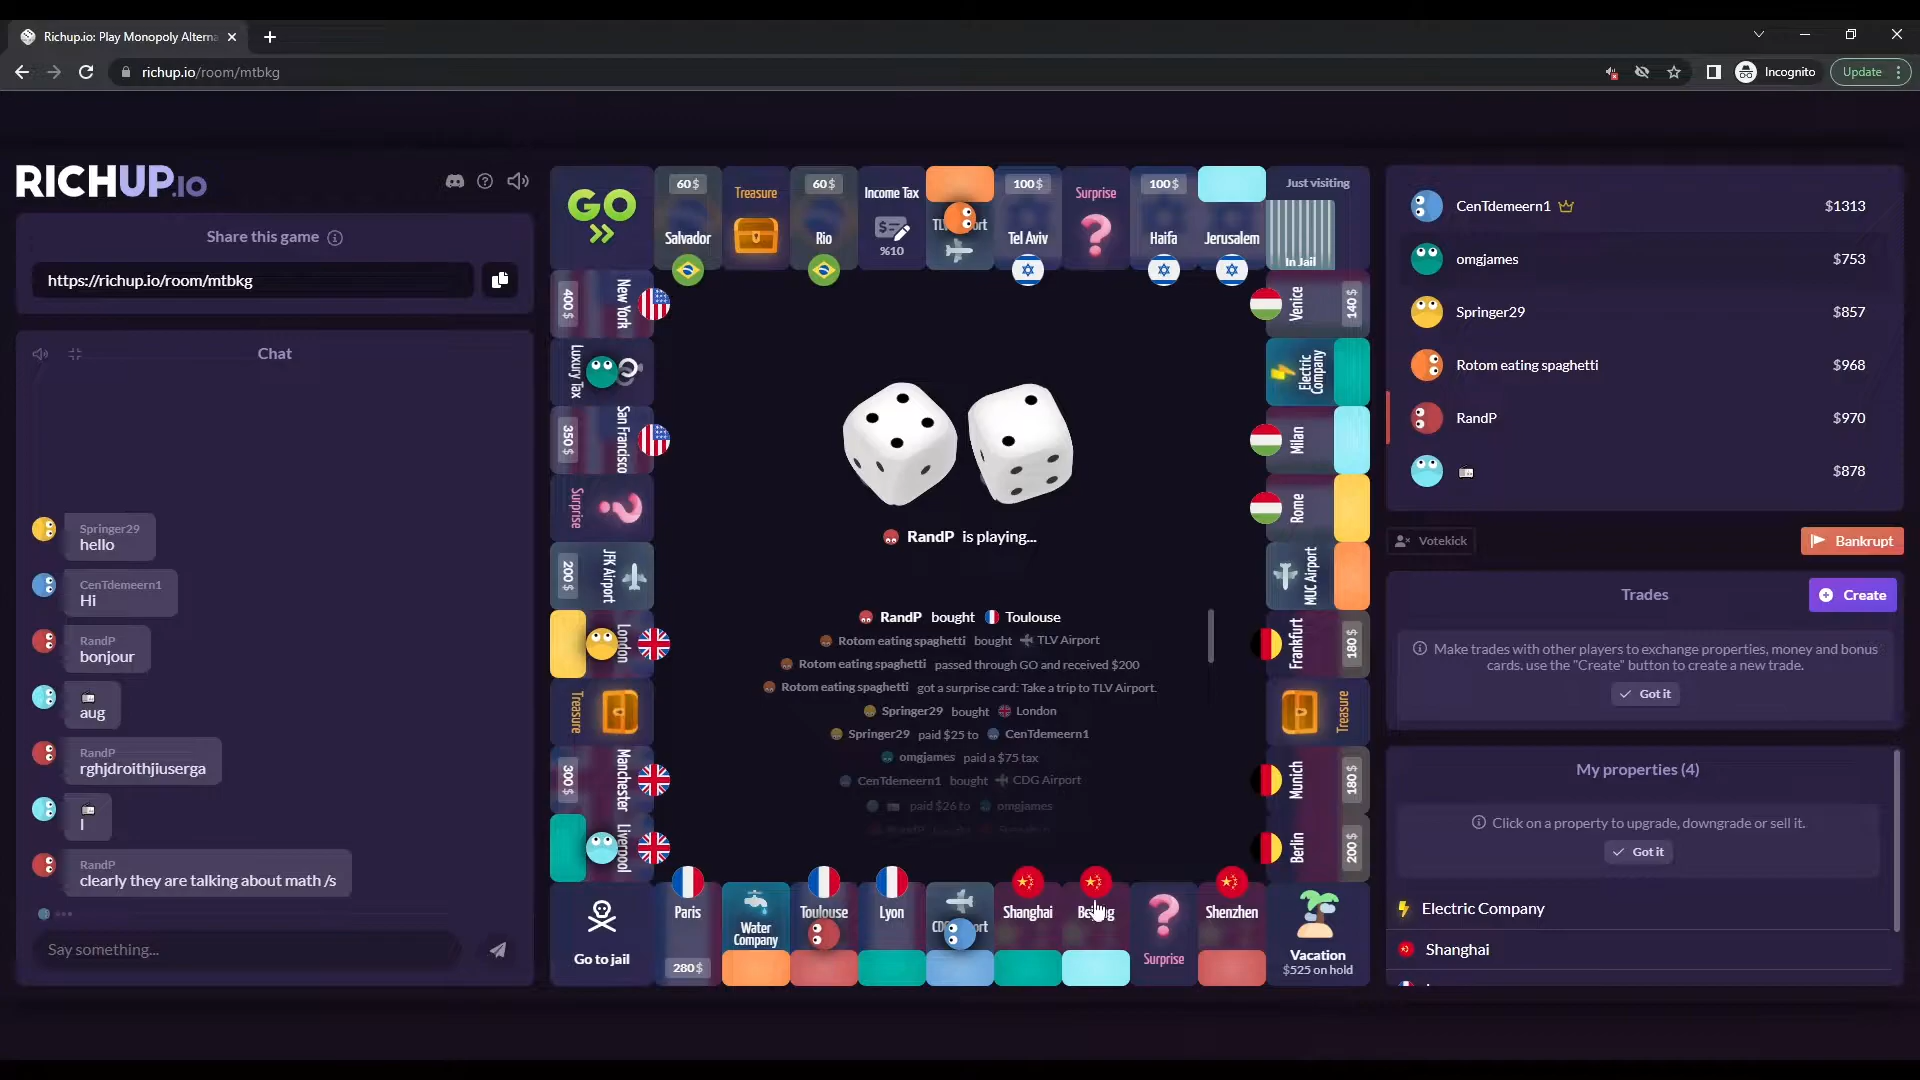 Richup.io: Play Monopoly Alterna
richup.io/room/mtbkg
Incognito
Update
RICHUP.IO
Share this game
https://richup.io/room/mtbkg
Chat
Springer29
hello
CenTdemeern1
Hi
RandP
bonjour
aug
RandP
rghjdroithjiuserga
RandP
clearly they are talking about math /s
Say something...
GO
60$
Salvador
Treasure
60$
Rio
Income Tax
%10
100$
Tel Aviv
Surprise
100$
Haifa
Jerusalem
Just visiting
In Jail
400$
New York
Luxury Tax
350$
San Francisco
Surprise
200$
JFK Airport
London
Treasure
300$
Manchester
Liverpool
Venice
140$
Electric Company
Milan
Rome
MUC Airport
Frankfurt
180$
Treasure
Munich
180$
Berlin
200$
RandP is playing...
RandP bought Toulouse
Rotom eating spaghetti bought TLV Airport
Rotom eating spaghetti passed through GO and received $200
Rotom eating spaghetti got a surprise card: Take a trip to TLV Airport.
Springer29 bought London
Springer29 paid $25 to CenTdemeern1
omgjames paid a $75 tax
CenTdemeern1 bought CDG Airport
paid $26 to omgjames
Go to jail
Paris
280$
Water
Company
Toulouse
Lyon
Shanghai
Surprise
Shenzhen
Vacation
$525 on hold
CenTdemeern1
$1313
omgjames
$753
Springer29
$857
Rotom eating spaghetti
$968
RandP
$970
$878
Votekick
Bankrupt
Trades
Create
Make trades with other players to exchange properties, money and bonus
cards. use the "Create" button to create a new trade.
Got it
My properties (4)
Click on a property to upgrade, downgrade or sell it.
Got it
Electric Company
Shanghai